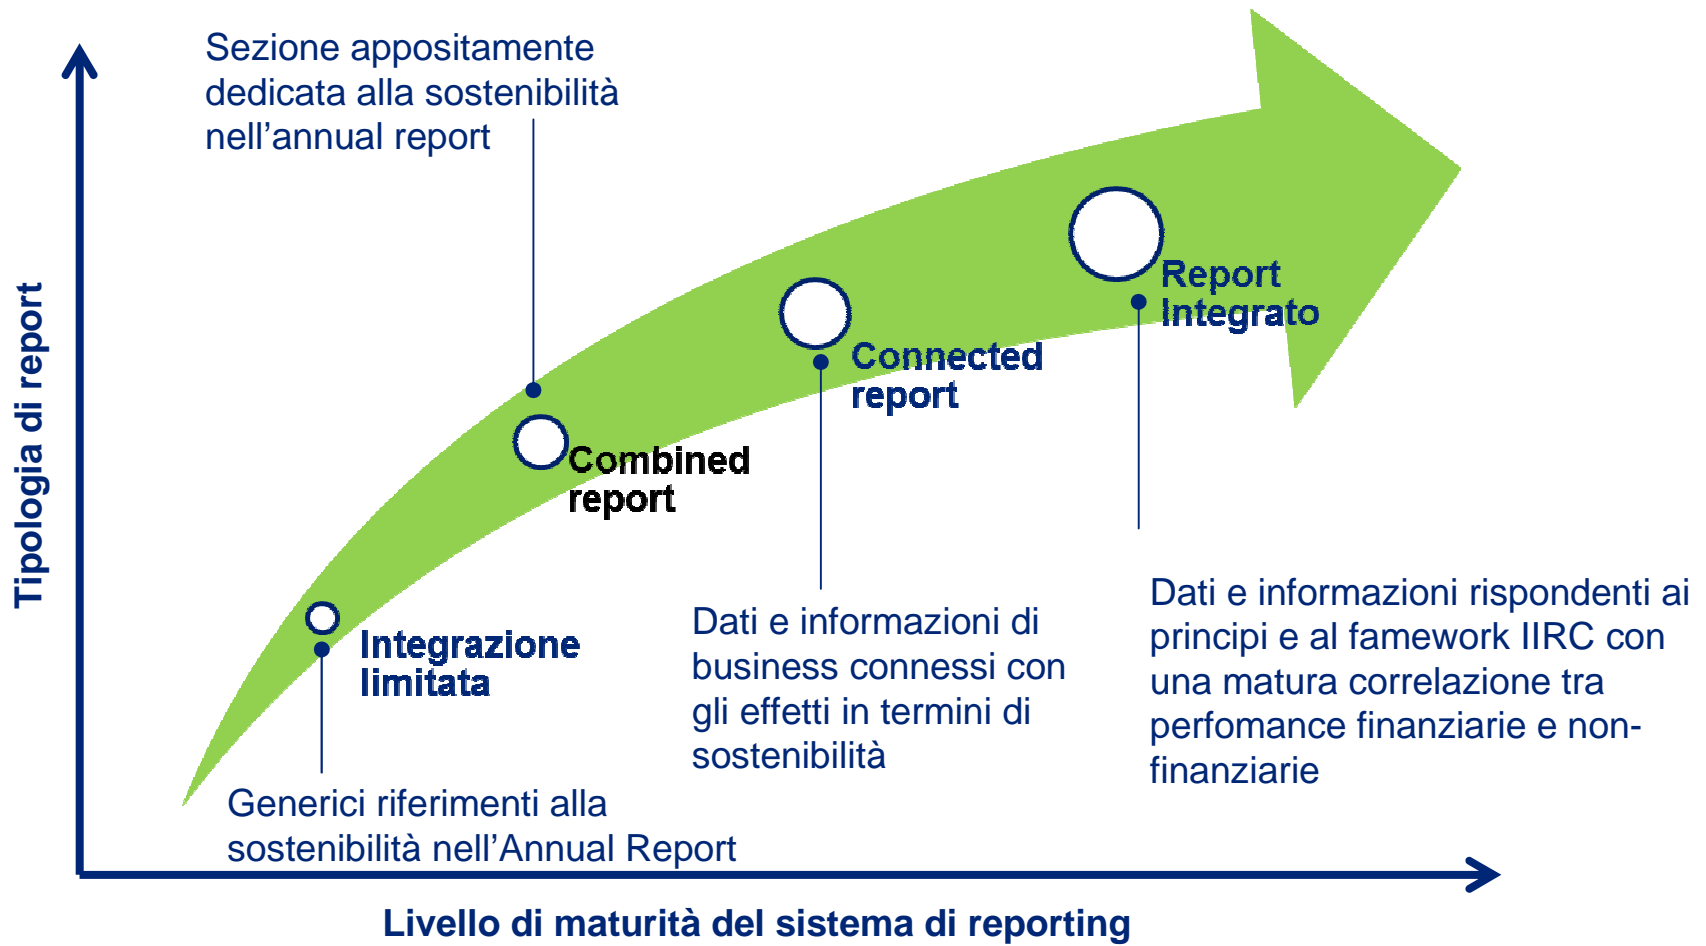 Sezione appositamente
dedicata alla sostenibilità
nell’annual report
Tipologia di report
Report
Integrato
Connected
report
Combined
report
Integrazione
limitata
Dati e informazioni di
business connessi con
gli effetti in termini di
sostenibilità
Dati e informazioni rispondenti ai
principi e al famework IIRC con
una matura correlazione tra
perfomance finanziarie e non-
finanziarie
Generici riferimenti alla
sostenibilità nell’Annual Report
Livello di maturità del sistema di reporting